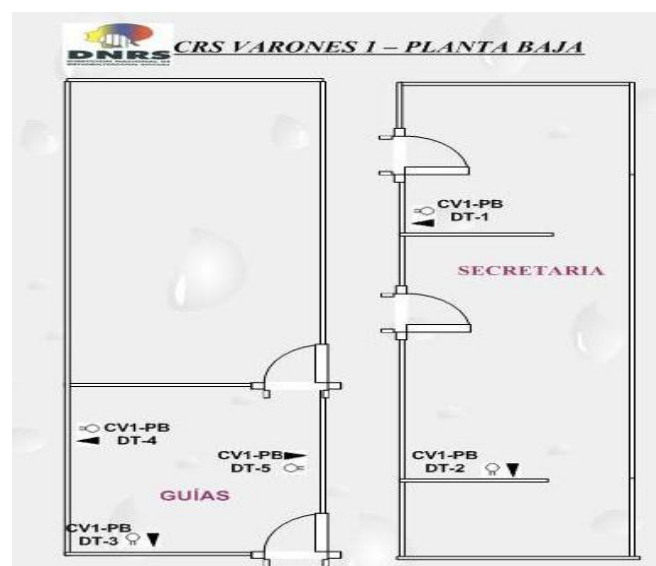 DNRS
CRS VARONES 1 – PLANTA BAJA
CV1-PB
DT-1
SECRETARIA
CV1-PB
DT-4
CV1-PB
DT-5
CV1-PB
DT-2
GUÍAS
CV1-PB
DT-3